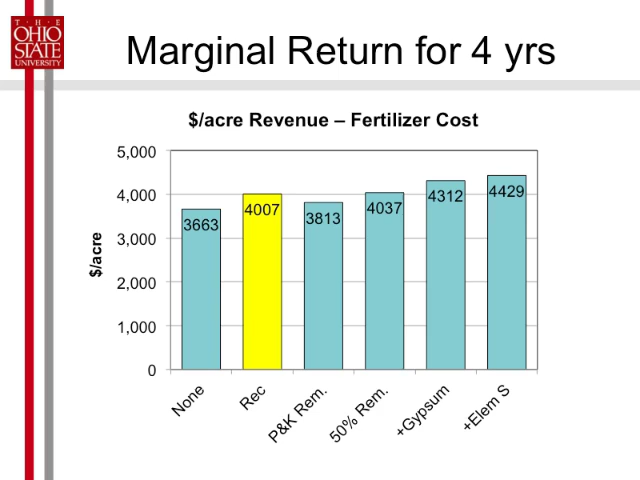 T · H · E
OHIO
STATE
UNIVERSITY
Marginal Return for 4 yrs
$/acre Revenue – Fertilizer Cost
$/acre
5,000
4,000
3,000
2,000
1,000
0
3663
4007
3813
4037
4312
4429
None
Rec
P&K Rem.
50% Rem.
+Gypsum
+Elem S